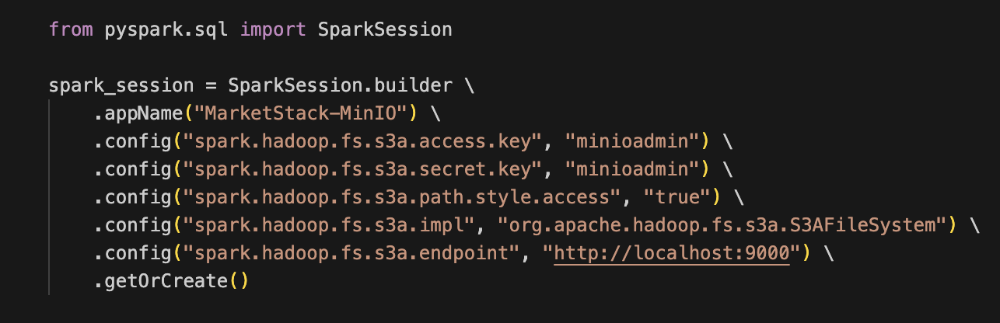 from pyspark.sql import SparkSession
spark_session = SparkSession.builder \
.appName("MarketStack-MinIO") \
.config("spark.hadoop.fs.s3a.access.key", "minioadmin") \
.config("spark.hadoop.fs.s3a.secret.key", "minioadmin") \
.config("spark.hadoop.fs.s3a.path.style.access", "true") \
.config("spark.hadoop.fs.s3a.impl", "org.apache.hadoop.fs.s3a.S3AFileSystem") \
.config("spark.hadoop.fs.s3a.endpoint", "http://localhost:9000") \
.getOrCreate()